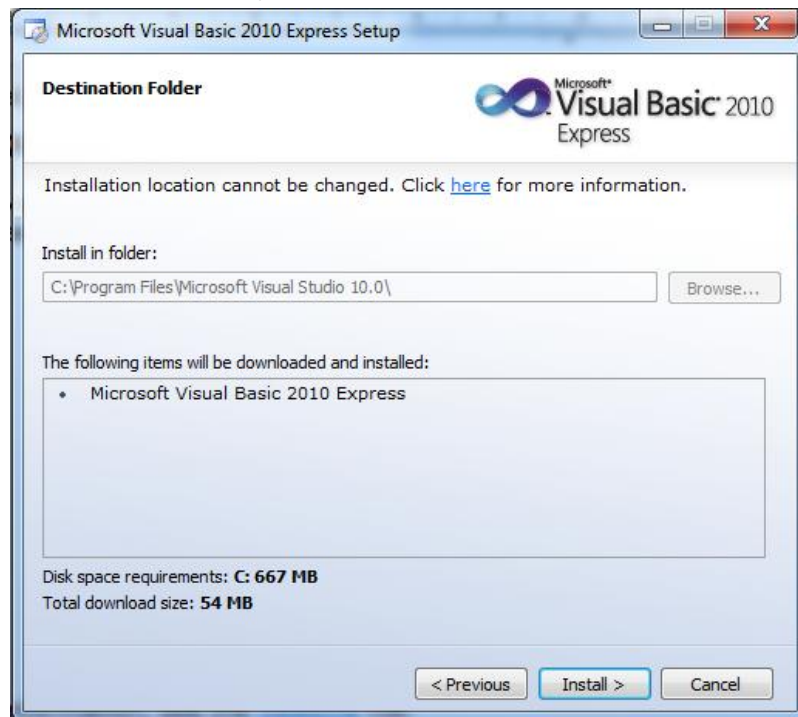 Microsoft Visual Basic 2010 Express Setup
Destination Folder
Microsoft
Visual Basic 2010
Express
Installation location cannot be changed. Click here for more information.
Install in folder:
C:\Program Files\Microsoft Visual Studio 10.0\
Browse...
The following items will be downloaded and installed:
• Microsoft Visual Basic 2010 Express
Disk space requirements: C: 667 MB
Total download size: 54 MB
< Previous
Install >
Cancel